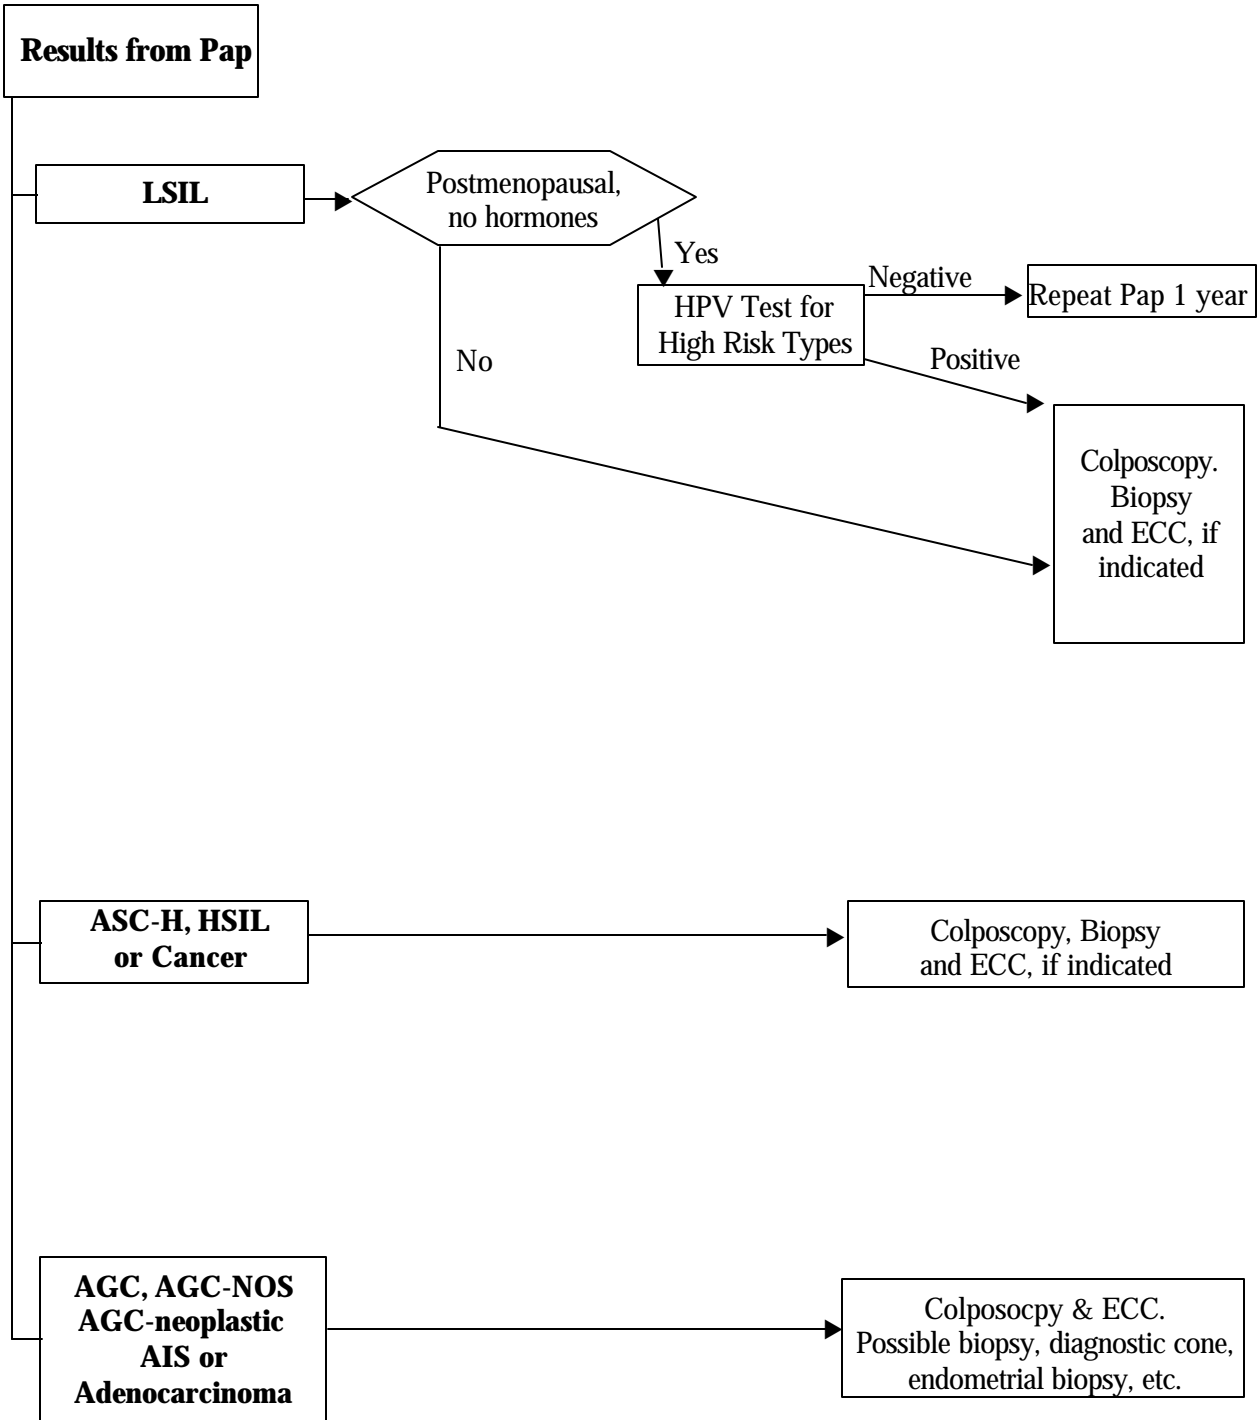 Results from Pap
LSIL
Postmenopausal,
no hormones
Yes
No
HPV Test for
High Risk Types
Negative
Repeat Pap 1 year
Positive
Colposcopy.
Biopsy
and ECC, if
indicated
ASC-H, HSIL
or Cancer
Colposcopy, Biopsy
and ECC, if indicated
AGC, AGC-NOS
AGC-neoplastic
AIS or
Adenocarcinoma
Colposocpy & ECC.
Possible biopsy, diagnostic cone,
endometrial biopsy, etc.